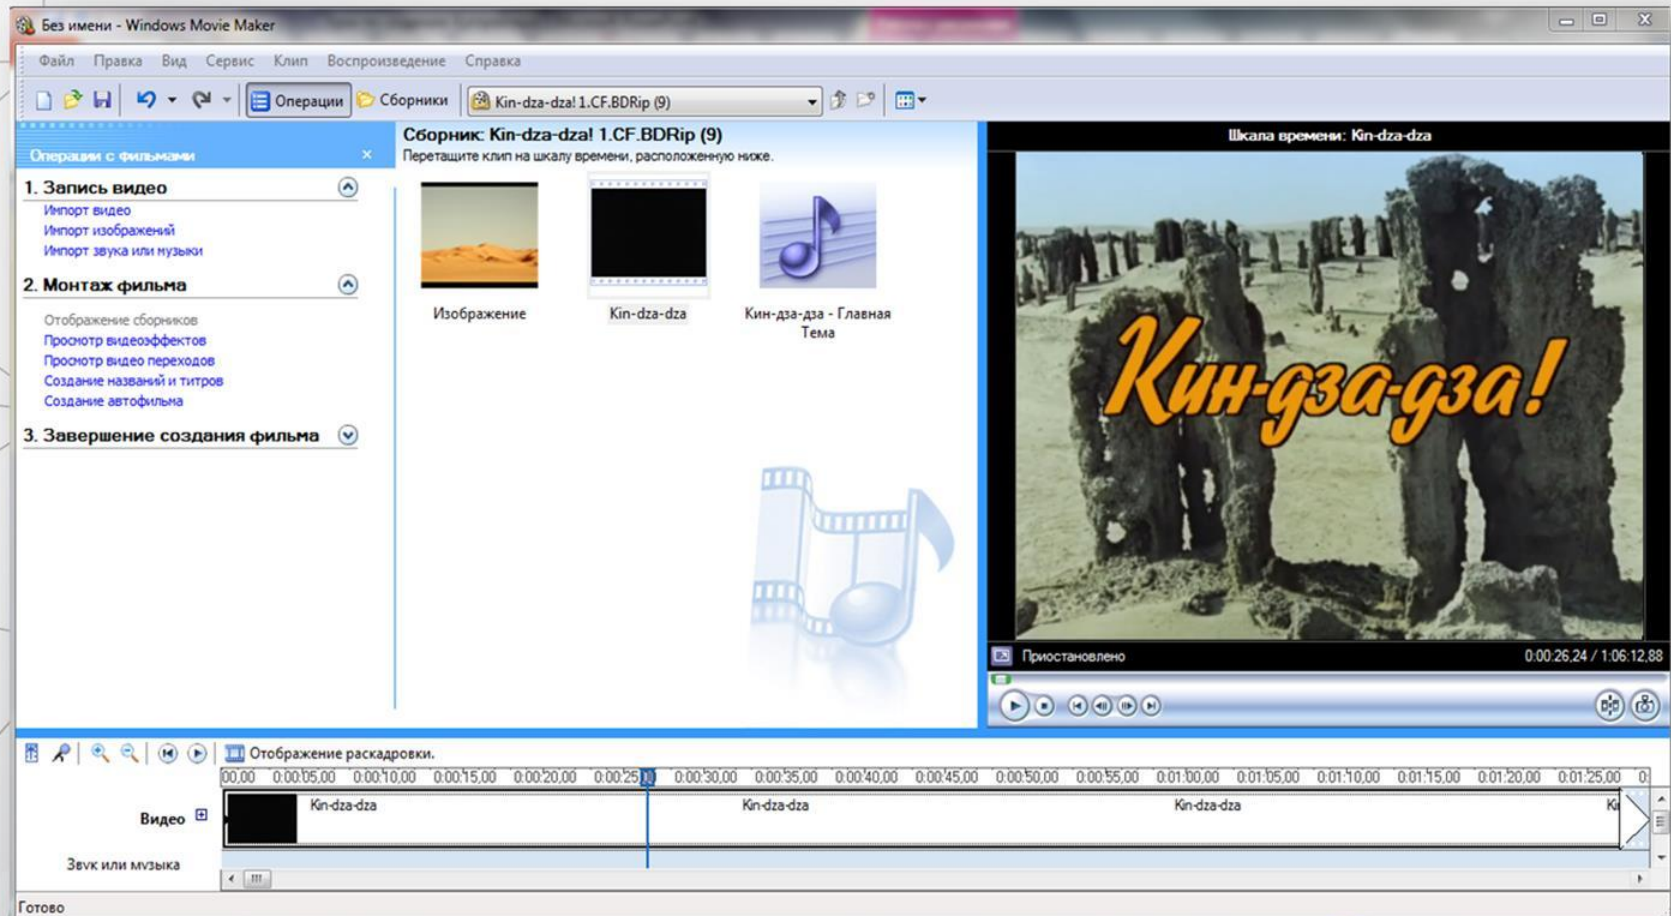 Без имени - Windows Movie Maker
Файл Правка Вид Сервис Клип Воспроизведение Справка
Операции Сборники Kin-dza-dza! 1.CF.BDRip (9)
Операции с фильмами
1. Запись видео
Импорт видео
Импорт изображений
Импорт звука или музыки
2. Монтаж фильма
Отображение сборников
Просмотр видеоэффектов
Просмотр видео переходов
Создание названий и титров
Создание автофильма
3. Завершение создания фильма
Сборник: Kin-dza-dza! 1.CF.BDRip (9)
Перетащите клип на шкалу времени, расположенную ниже.
Изображение
Kin-dza-dza
Кин-дза-дза - Главная
Тема
Шкала времени: Kin-dza-dza
Кин-дза-дза!
Приостановлено 0:00:26,24 / 1:06:12,88
Отображение раскадровки.
00,00 0:00:05,00 0:00:10,00 0:00:15,00 0:00:20,00 0:00:25 0:00:30,00 0:00:35,00 0:00:40,00 0:00:45,00 0:00:50,00 0:00:55,00 0:01:00,00 0:01:05,00 0:01:10,00 0:01:15,00 0:01:20,00 0:01:25,00 0:
Видео Kin-dza-dza Kin-dza-dza Kin-dza-dza Ki
Звук или музыка
Готово